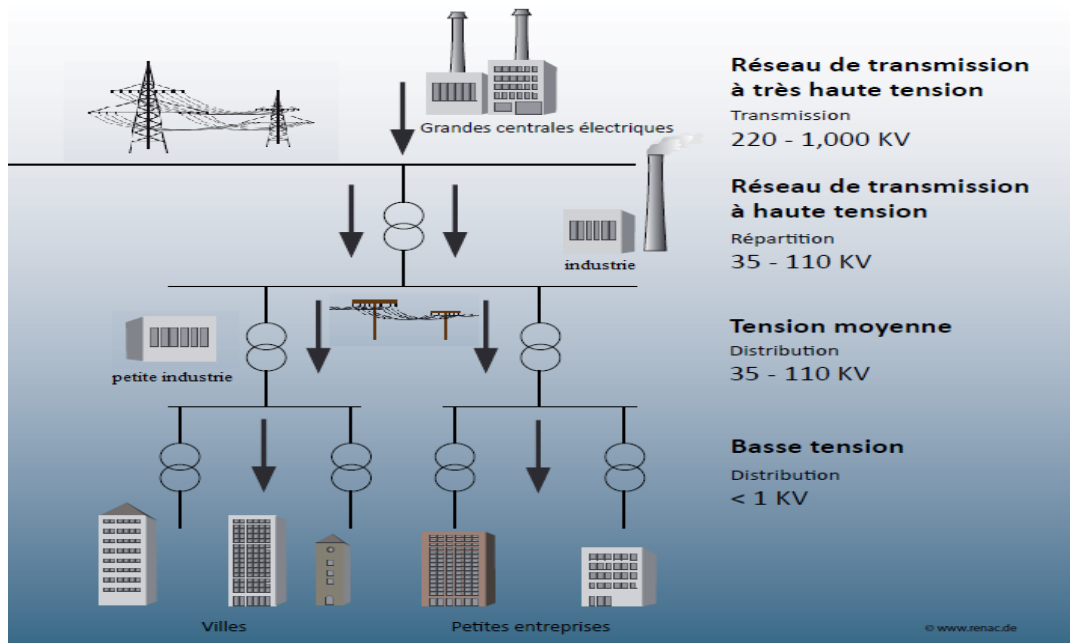 Grandes centrales électriques
Réseau de transmission
à très haute tension
Transmission
220 - 1,000 KV
industrie
Réseau de transmission
à haute tension
Répartition
35 - 110 KV
petite industrie
Tension moyenne
Distribution
35 - 110 KV
Basse tension
Distribution
< 1 KV
Villes
Petites entreprises
© www.renac.de